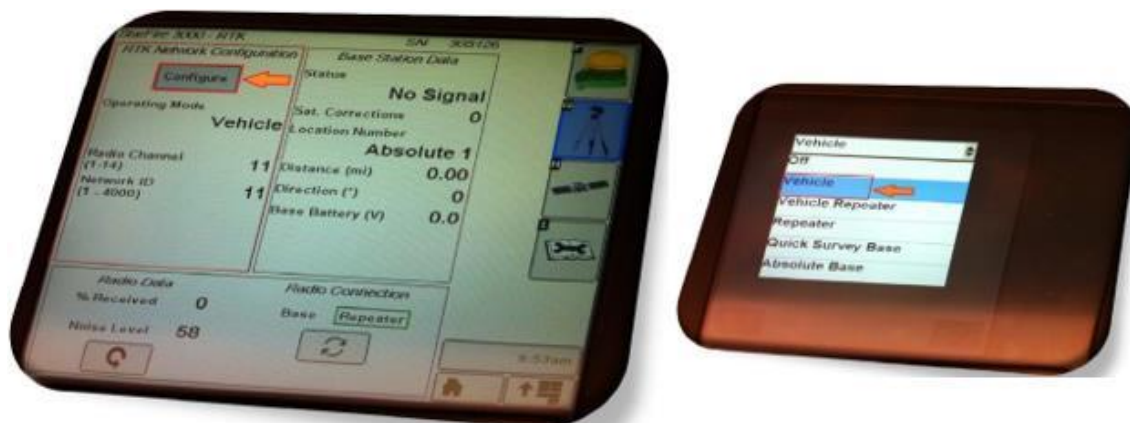 StarFire 3000 - RTK
SN 368126
RTK Network Configuration
Configure
Operating Mode
Vehicle
Radio Channel
(1-14)
11
Network ID
(1 - 4000)
11
Base Station Data
Status
No Signal
Sat. Corrections
0
Location Number
Absolute 1
Distance (mi)
0.00
Direction (°)
0
Base Battery (V)
0.0
Radio Data
% Received
0
Noise Level
58
Radio Connection
Base
Repeater
9:53am
Vehicle
Off
Vehicle
Vehicle Repeater
Repeater
Quick Survey Base
Absolute Base